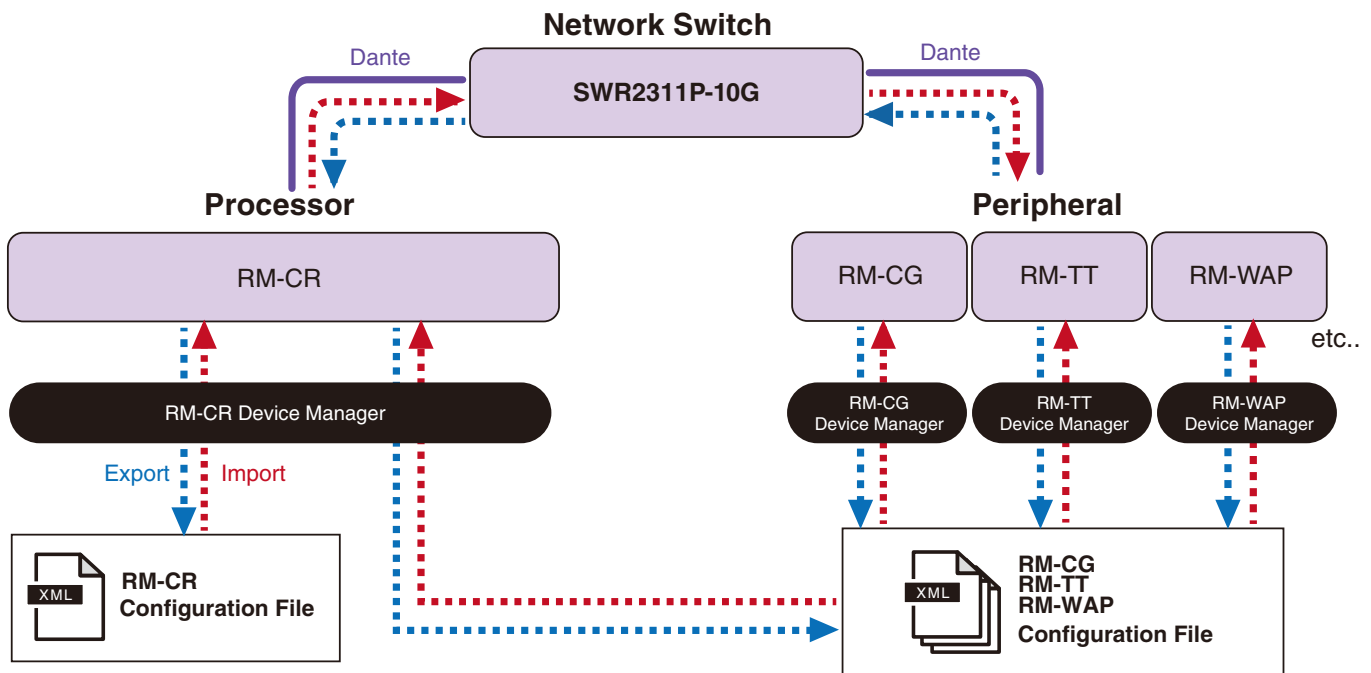 Network Switch
Dante
SWR2311P-10G
Dante
Processor
Peripheral
RM-CR
RM-CG
RM-TT
RM-WAP
etc..
RM-CR Device Manager
RM-CG
Device Manager
RM-TT
Device Manager
RM-WAP
Device Manager
Export
Import
XML
RM-CR
Configuration File
XML
RM-CG
RM-TT
RM-WAP
Configuration File